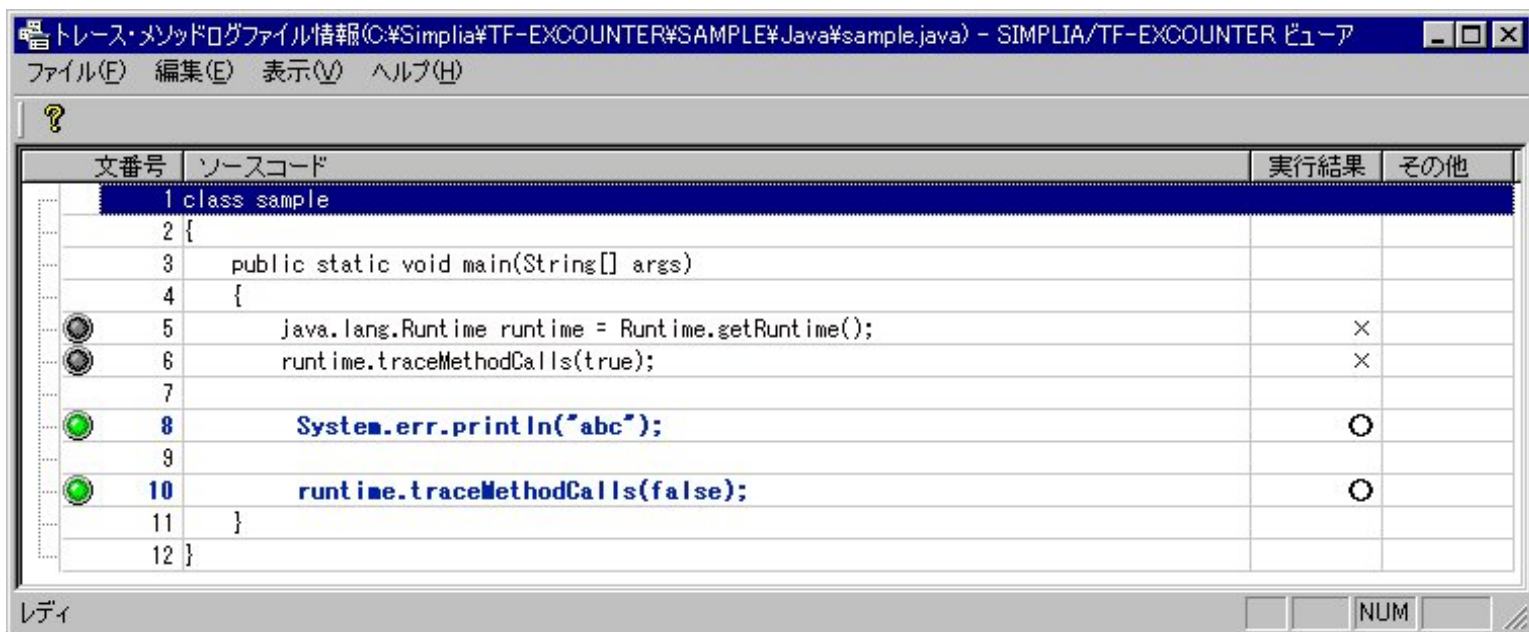 トレース・メソッドログファイル情報(C:¥Simplia¥TF-EXCOUNTER¥SAMPLE¥Java¥sample.java) - SIMPLIA/TF-EXCOUNTER ビューア
ファイル(F) 編集(E) 表示(V) ヘルプ(H)
文番号 ソースコード 実行結果 その他
1 class sample
2 {
3 public static void main(String[] args)
4 {
5 java.lang.Runtime runtime = Runtime.getRuntime(); ×
6 runtime.traceMethodCalls(true); ×
7
8 System.err.println("abc"); ○
9
10 runtime.traceMethodCalls(false); ○
11 }
12 }
レディ NUM